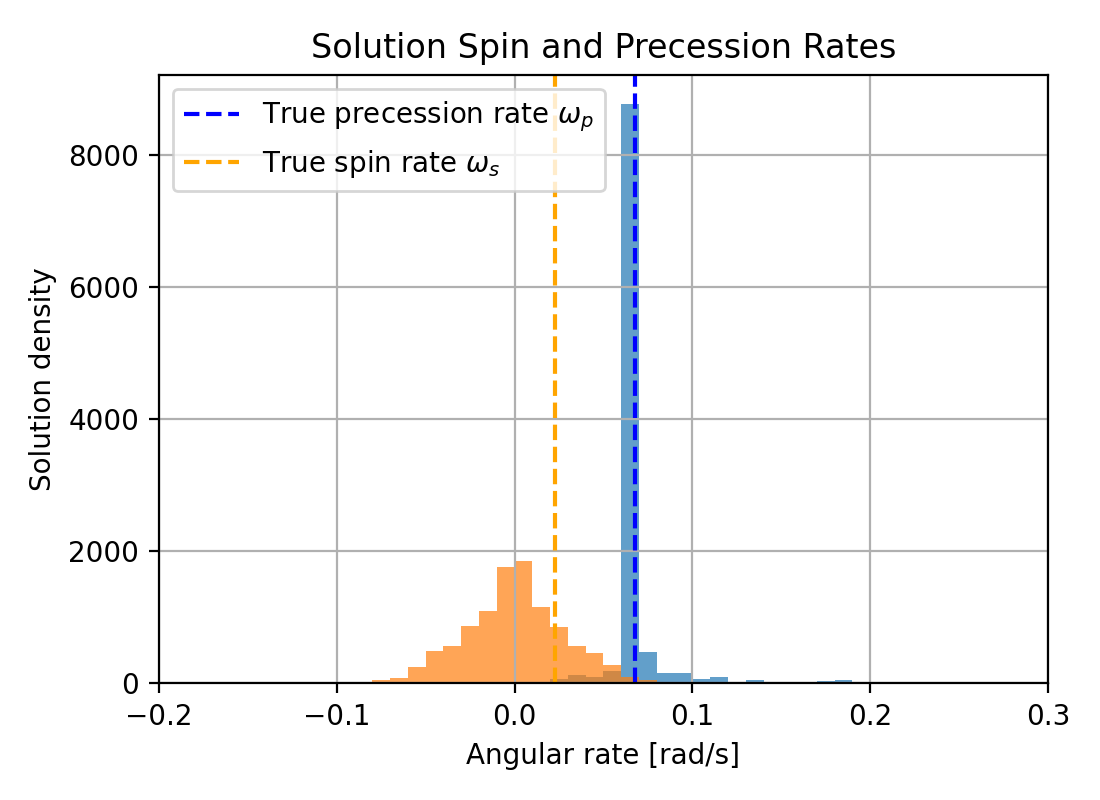 Solution Spin and Precession Rates
True precession rate ωₚ
True spin rate ωₛ
Solution density
8000
6000
4000
2000
0
−0.2
−0.1
0.0
0.1
0.2
0.3
Angular rate [rad/s]